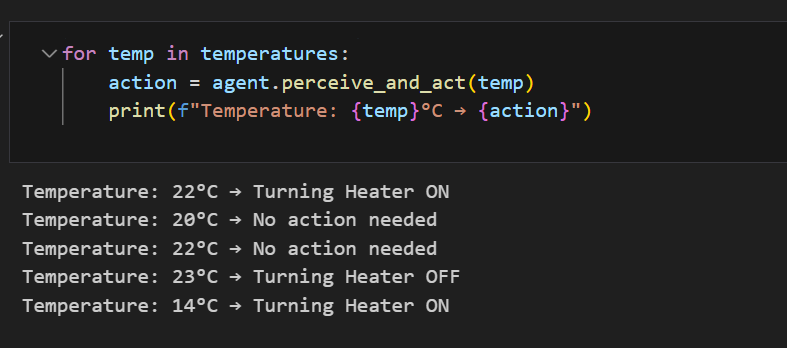 for temp in temperatures:
action = agent.perceive_and_act(temp)
print(f"Temperature: {temp}°C → {action}")
Temperature: 22°C → Turning Heater ON
Temperature: 20°C → No action needed
Temperature: 22°C → No action needed
Temperature: 23°C → Turning Heater OFF
Temperature: 14°C → Turning Heater ON